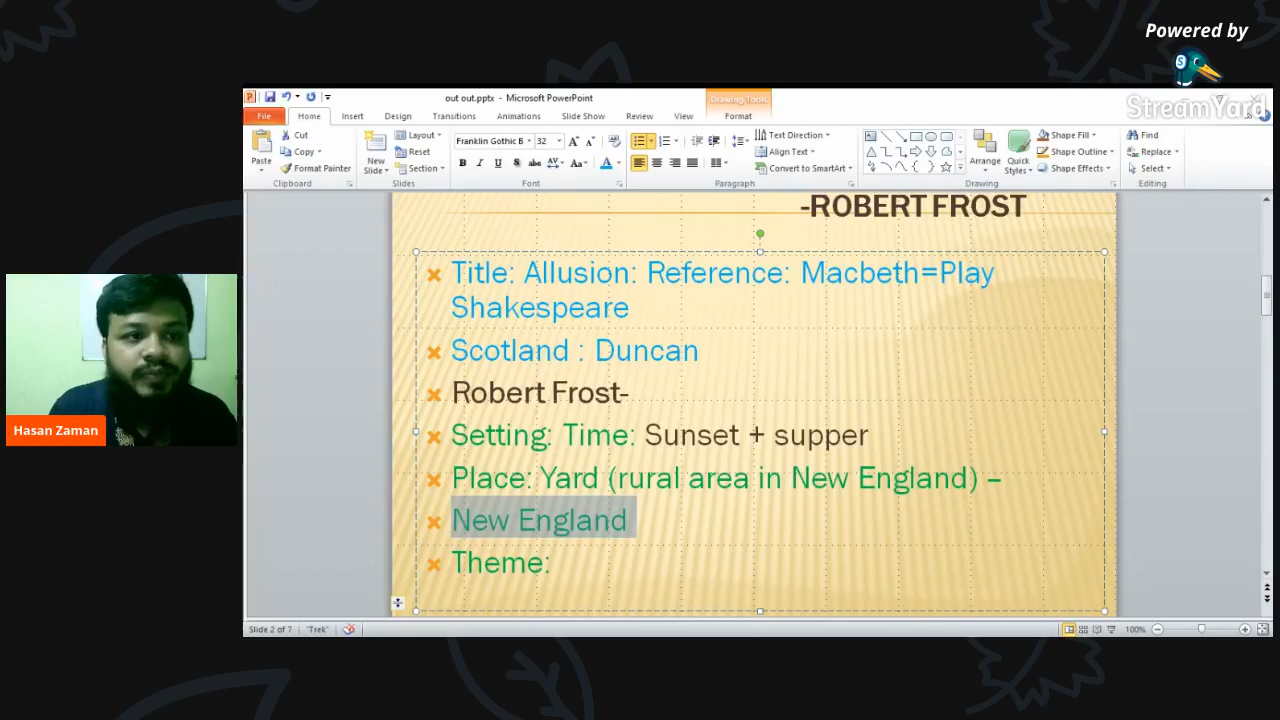 Powered by
StreamYard
out out.pptx - Microsoft PowerPoint
Drawing Tools
File Home Insert Design Transitions Animations Slide Show Review View Format
Paste
Cut
Copy
Format Painter
Clipboard
New Slide
Layout
Reset
Section
Slides
Franklin Gothic B 32
Font
Text Direction
Align Text
Convert to SmartArt
Paragraph
Arrange
Quick Styles
Shape Fill
Shape Outline
Shape Effects
Drawing
Find
Replace
Select
Editing
-ROBERT FROST
Title: Allusion: Reference: Macbeth=Play
Shakespeare
Scotland : Duncan
Robert Frost-
Setting: Time: Sunset + supper
Place: Yard (rural area in New England) –
New England
Theme:
Hasan Zaman
Slide 2 of 7 "Trek" 100%